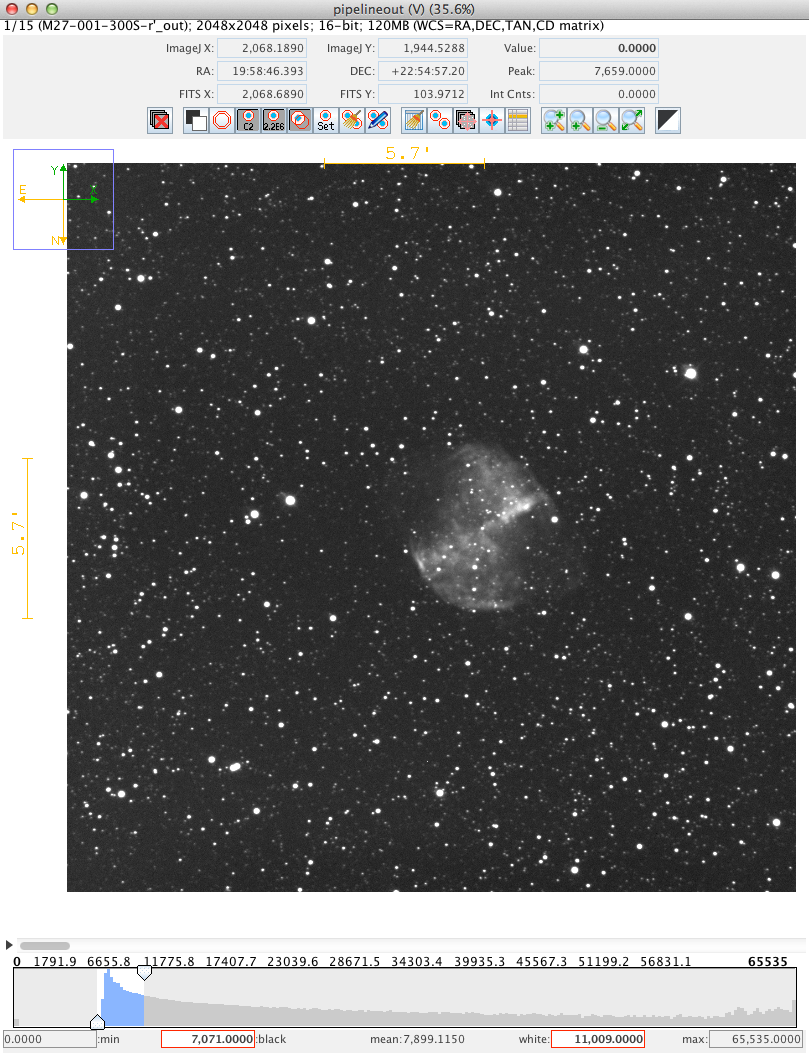 pipelineout (V) (35.6%)
1/15 (M27-001-300S-r'_out); 2048x2048 pixels; 16-bit; 120MB (WCS=RA,DEC,TAN,CD matrix)
ImageJ X: 2,068.1890 ImageJ Y: 1,944.5288 Value: 0.0000
RA: 19:58:46.393 DEC: +22:54:57.20 Peak: 7,659.0000
FITS X: 2,068.6890 FITS Y: 103.9712 Int Cnts: 0.0000
C2 2.2E6 Set
5.7'
Y
E X
N
5.7'
0 1791.9 6655.8 11775.8 17407.7 23039.6 28671.5 34303.4 39935.3 45567.3 51199.2 56831.1 65535
0.0000 :min 7,071.0000 :black mean:7,899.1150 white: 11,009.0000 max: 65,535.0000